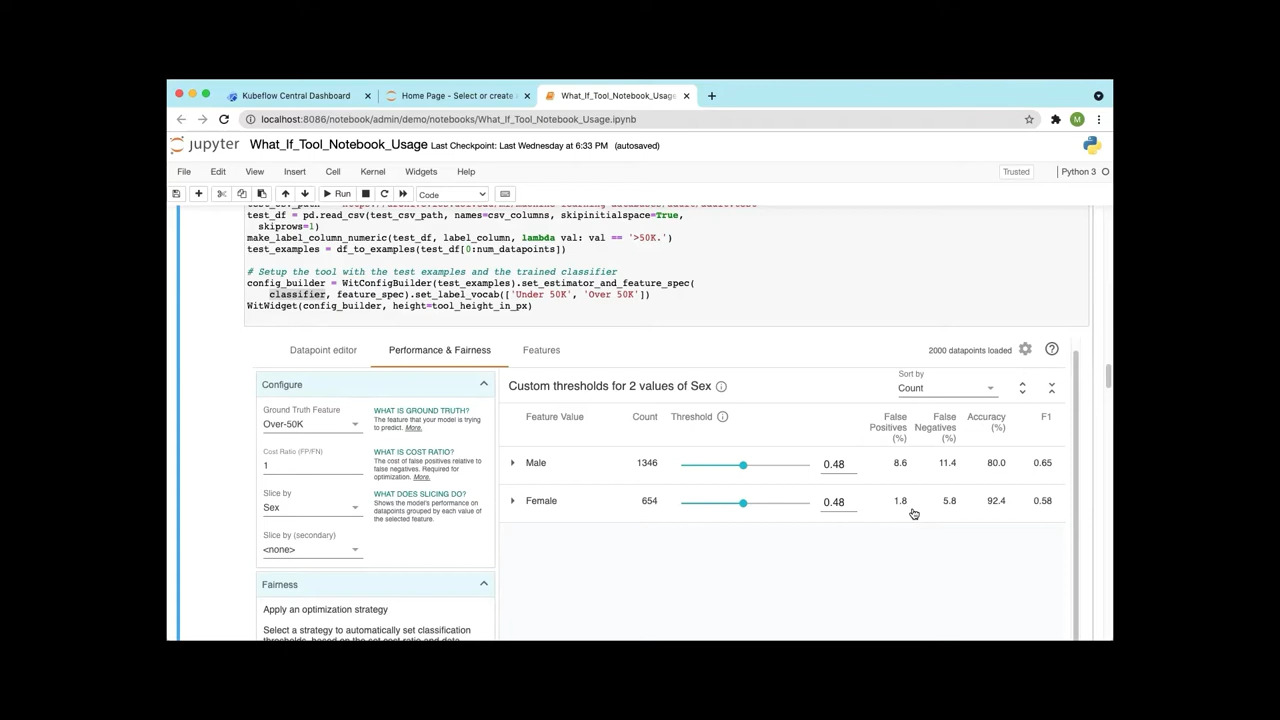 Kubeflow Central Dashboard
Home Page - Select or create
What_If_Tool_Notebook_Usage
localhost:8086/notebook/admin/demo/notebooks/What_If_Tool_Notebook_Usage.ipynb
M
jupyter What_If_Tool_Notebook_Usage Last Checkpoint: Last Wednesday at 6:33 PM (autosaved)
File Edit View Insert Cell Kernel Widgets Help
Trusted Python 3
Run Code
test_df = pd.read_csv(test_csv_path, names=csv_columns, skipinitialspace=True,
skiprows=1)
make_label_column_numeric(test_df, label_column, lambda val: val == '>50K.')
test_examples = df_to_examples(test_df[0:num_datapoints])
# Setup the tool with the test examples and the trained classifier
config_builder = WitConfigBuilder(test_examples).set_estimator_and_feature_spec(
classifier, feature_spec).set_label_vocab(['Under 50K', 'Over 50K'])
WitWidget(config_builder, height=tool_height_in_px)
Datapoint editor Performance & Fairness Features
2000 datapoints loaded
Configure
Ground Truth Feature
Over-50K
WHAT IS GROUND TRUTH?
The feature that your model is trying
to predict. More.
Cost Ratio (FP/FN)
1
WHAT IS COST RATIO?
The cost of false positives relative to
false negatives. Required for
optimization. More.
Slice by
Sex
WHAT DOES SLICING DO?
Shows the model's performance on
datapoints grouped by each value of
the selected feature.
Slice by (secondary)
<none>
Fairness
Apply an optimization strategy
Select a strategy to automatically set classification
thresholds, based on the set cost ratio and data
Custom thresholds for 2 values of Sex
Sort by
Count
Feature Value Count Threshold False Positives (%) False Negatives (%) Accuracy (%) F1
Male 1346 0.48 8.6 11.4 80.0 0.65
Female 654 0.48 1.8 5.8 92.4 0.58